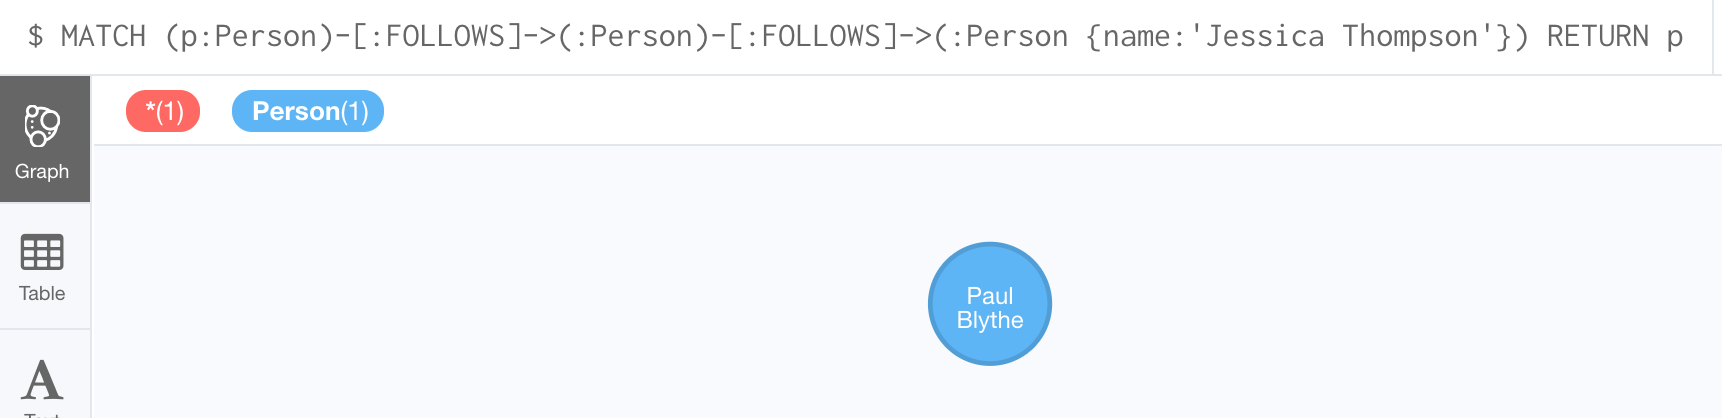 $ MATCH (p:Person)-[:FOLLOWS]->(:Person)-[:FOLLOWS]->(:Person {name:'Jessica Thompson'}) RETURN p
*(1) Person(1)
Graph
Table
Paul
Blythe
A